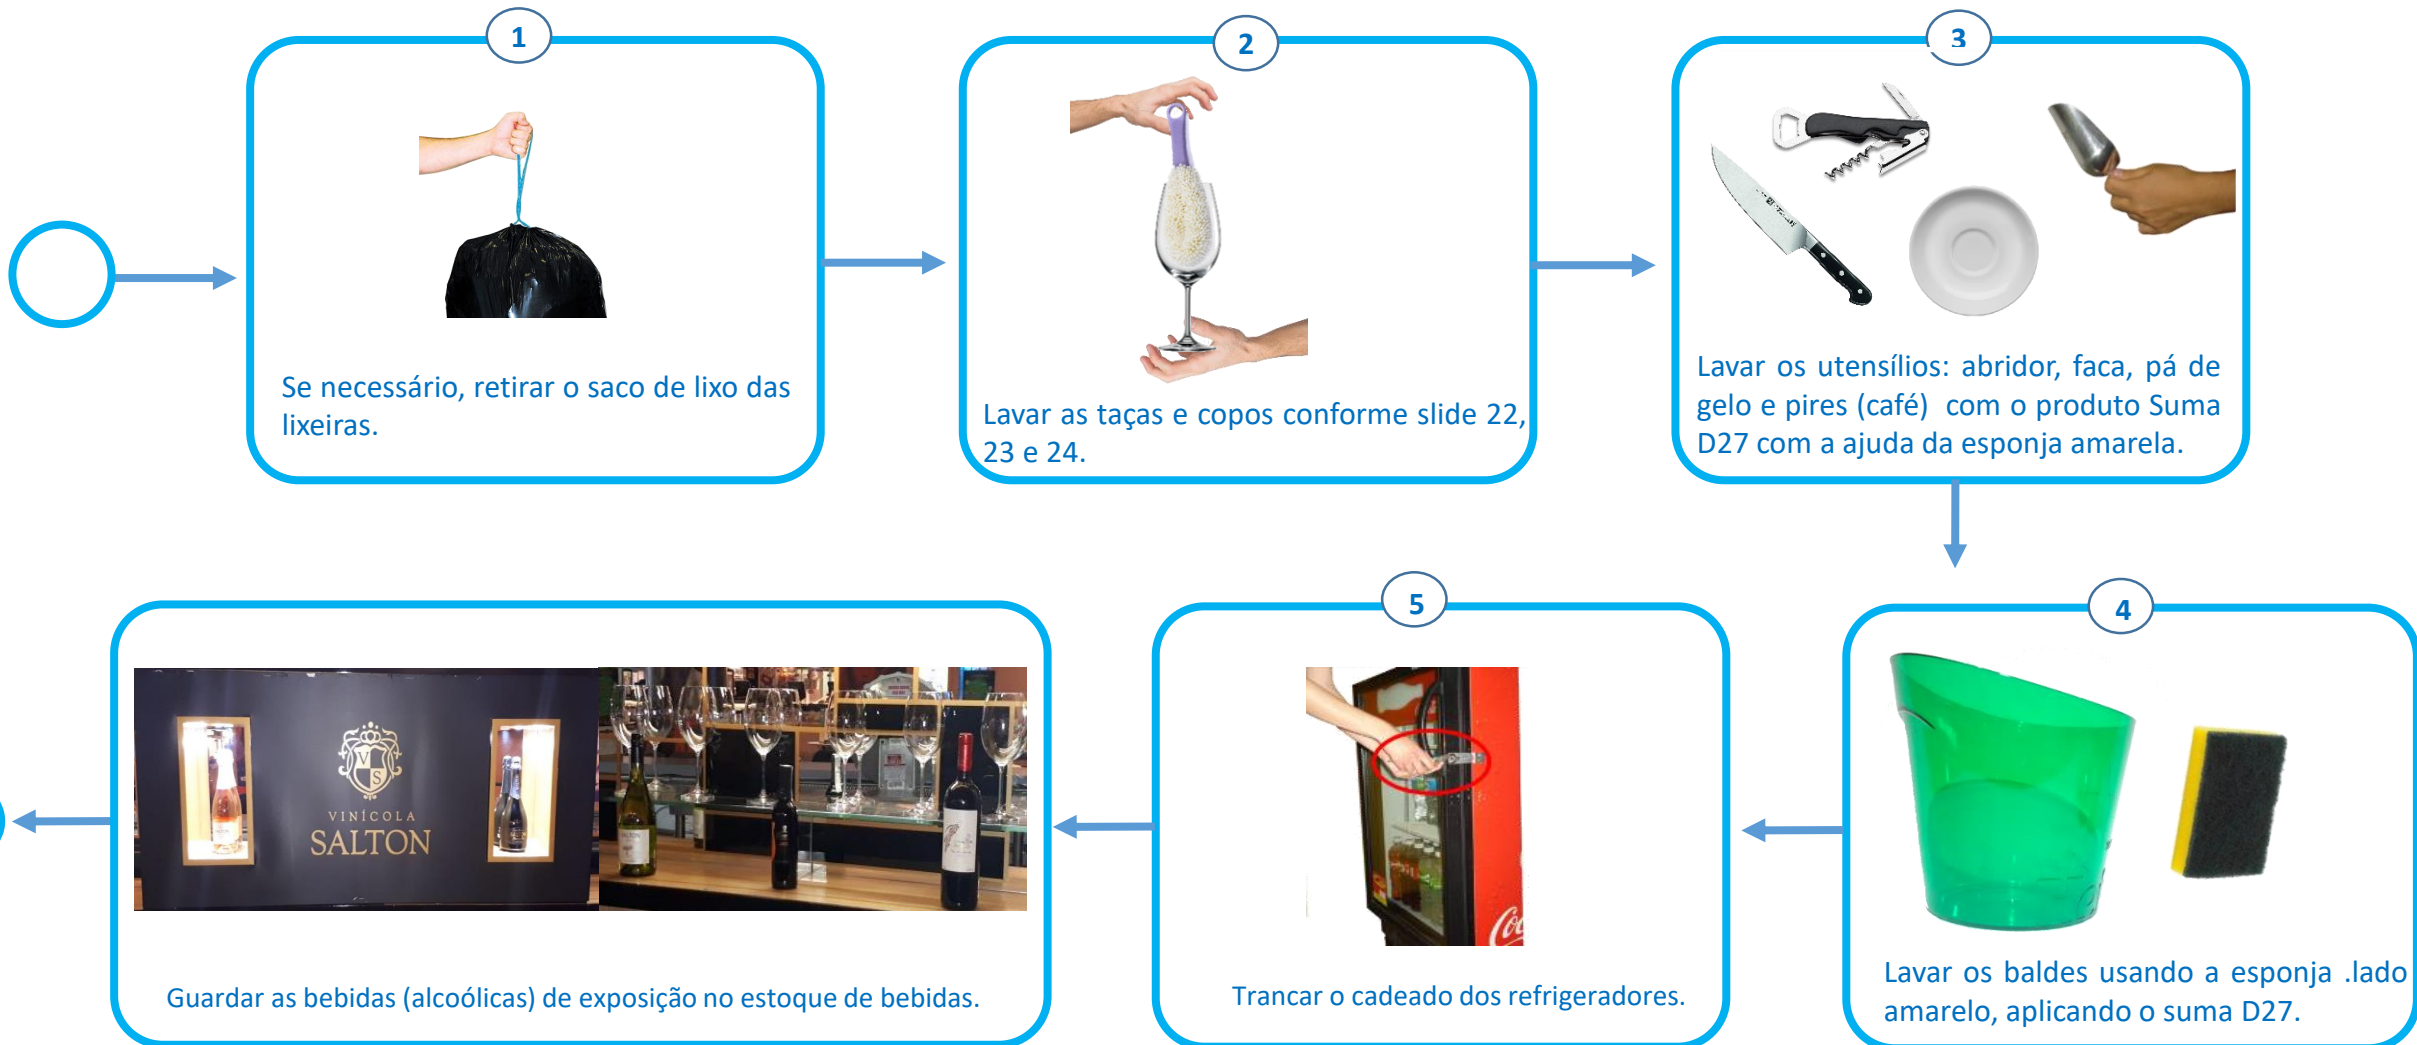 1
Se necessário, retirar o saco de lixo das
lixeiras.
2
Lavar as taças e copos conforme slide 22,
23 e 24.
3
Lavar os utensílios: abridor, faca, pá de
gelo e pires (café) com o produto Suma
D27 com a ajuda da esponja amarela.
4
Lavar os baldes usando a esponja .lado
amarelo, aplicando o suma D27.
5
Coc
Trancar o cadeado dos refrigeradores.
VS
VINÍCOLA
SALTON
Guardar as bebidas (alcoólicas) de exposição no estoque de bebidas.